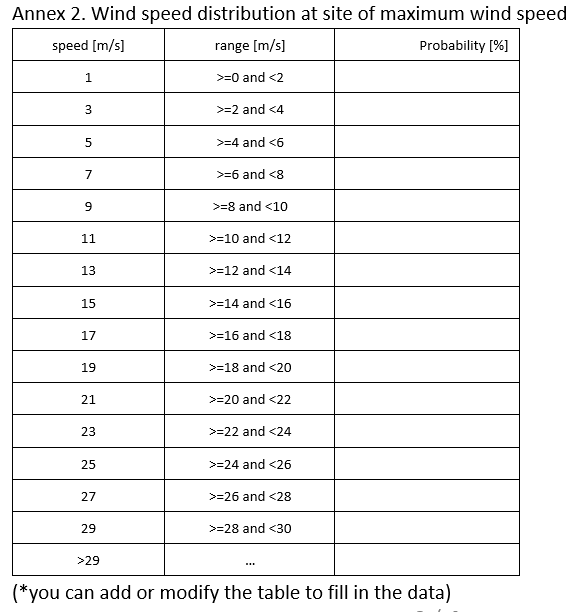 Annex 2. Wind speed distribution at site of maximum wind speed
speed [m/s] range [m/s] Probability [%]
1 >=0 and <2
3 >=2 and <4
5 >=4 and <6
7 >=6 and <8
9 >=8 and <10
11 >=10 and <12
13 >=12 and <14
15 >=14 and <16
17 >=16 and <18
19 >=18 and <20
21 >=20 and <22
23 >=22 and <24
25 >=24 and <26
27 >=26 and <28
29 >=28 and <30
>29 ...
(*you can add or modify the table to fill in the data)